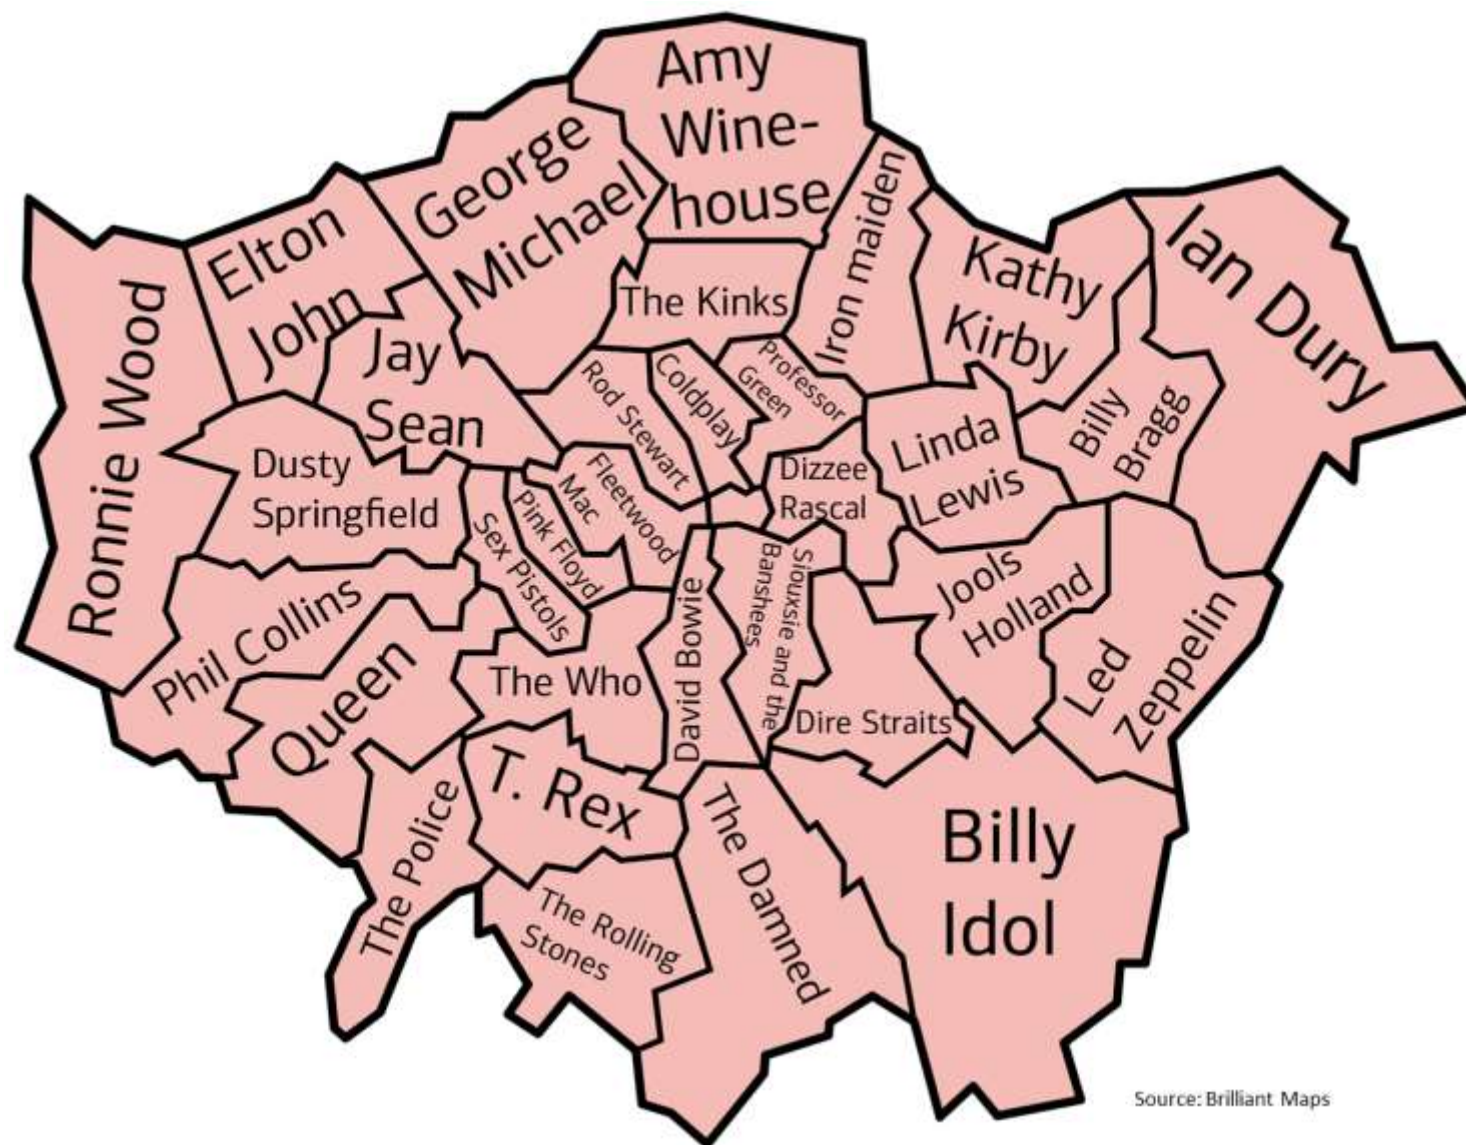 Amy
Wine-
house
George
Michael
Elton
John
Ronnie Wood
Iron maiden
Kathy
Kirby
Ian Dury
The Kinks
Jay
Sean
Rod Stewart
Coldplay
Professor
Green
Linda
Lewis
Billy
Bragg
Dusty
Springfield
Sex Pistols
Pink Floyd
Fleetwood
Mac
Dizzee
Rascal
Siouxsie and the
Banshees
Jools
Holland
Led
Zeppelin
Phil Collins
Queen
The Who
David Bowie
Dire Straits
The Police
T. Rex
The Rolling
Stones
The Damned
Billy
Idol
Source: Brilliant Maps